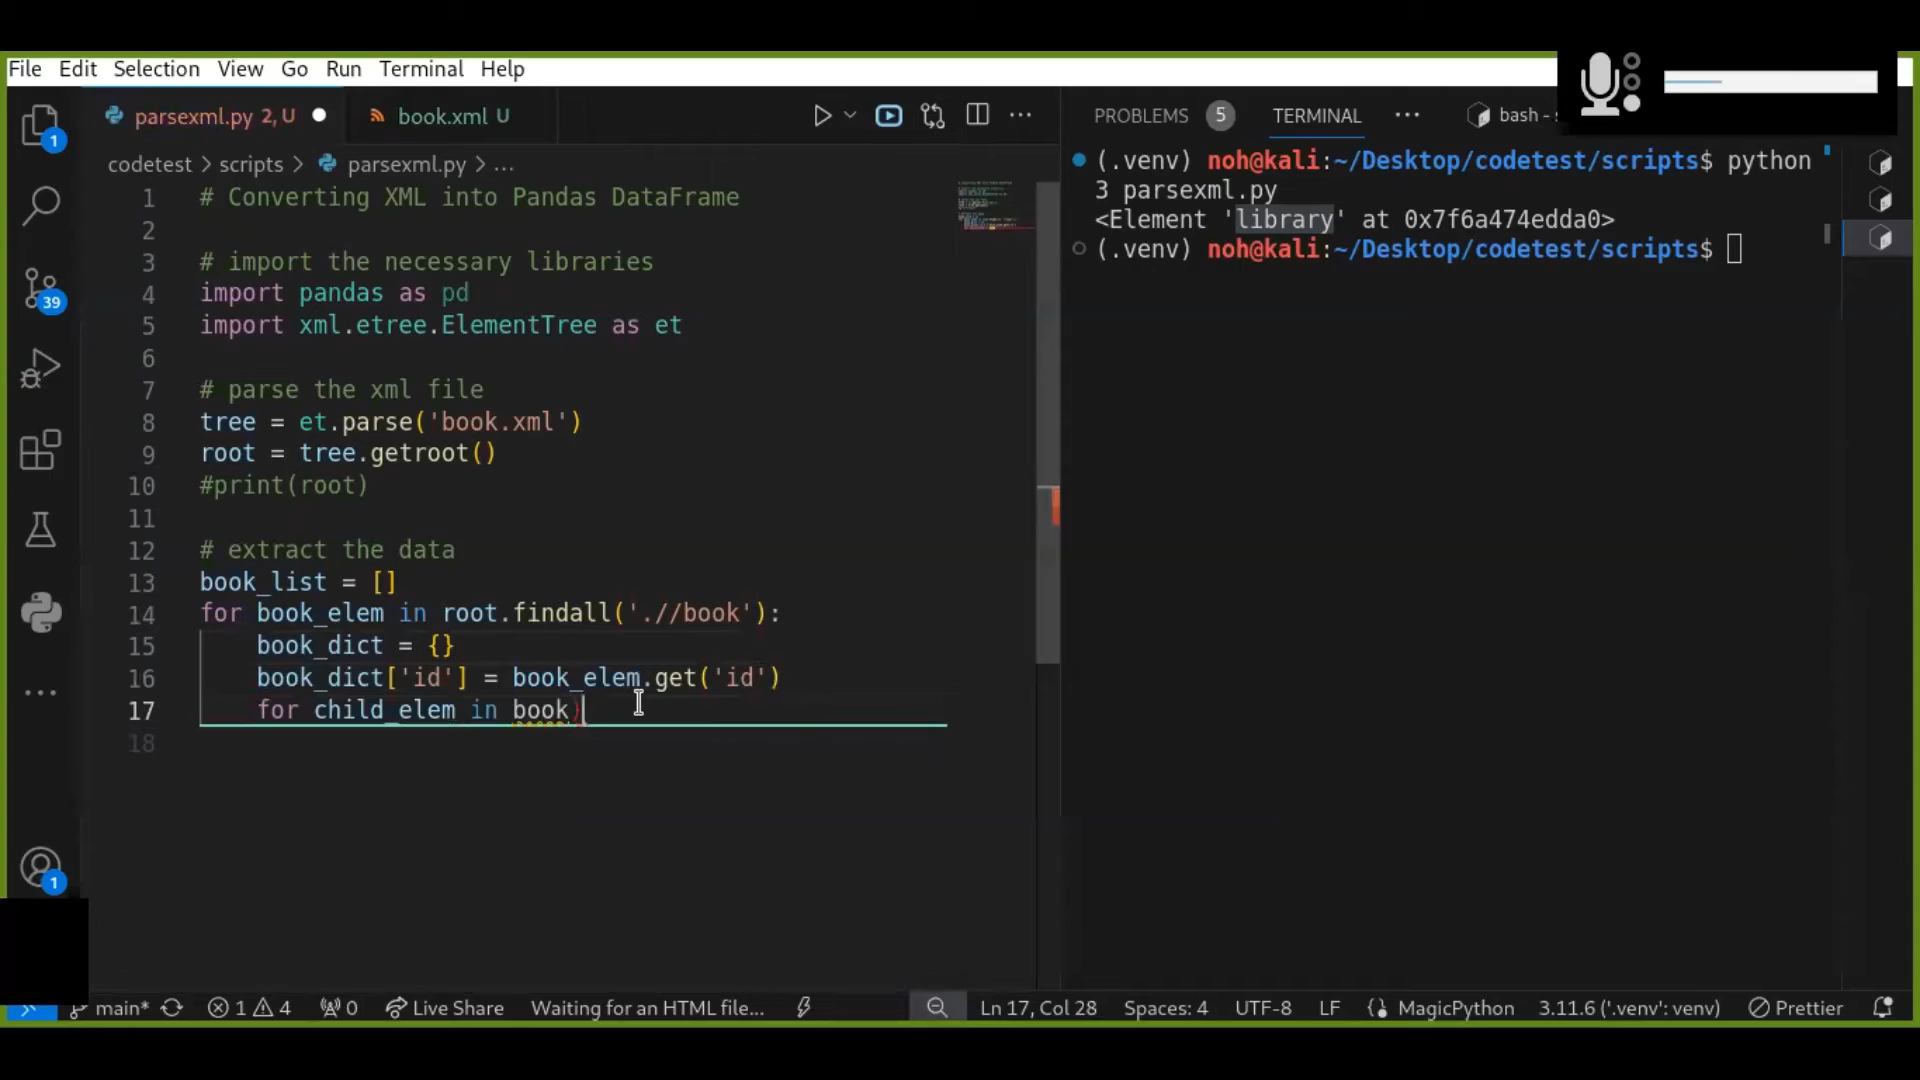 File Edit Selection View Go Run Terminal Help
parsexml.py 2, U book.xml U
PROBLEMS 5 TERMINAL bash -
codetest > scripts > parsexml.py > ...
1 # Converting XML into Pandas DataFrame
2
3 # import the necessary libraries
4 import pandas as pd
5 import xml.etree.ElementTree as et
6
7 # parse the xml file
8 tree = et.parse('book.xml')
9 root = tree.getroot()
10 #print(root)
11
12 # extract the data
13 book_list = []
14 for book_elem in root.findall('.//book'):
15 book_dict = {}
16 book_dict['id'] = book_elem.get('id')
17 for child_elem in book)
18
(.venv) noh@kali:~/Desktop/codetest/scripts$ python
3 parsexml.py
<Element 'library' at 0x7f6a474edda0>
(.venv) noh@kali:~/Desktop/codetest/scripts$
1
39
1
main* 1 4 0 Live Share Waiting for an HTML file... Ln 17, Col 28 Spaces: 4 UTF-8 LF {} MagicPython 3.11.6 ('.venv': venv) Prettier